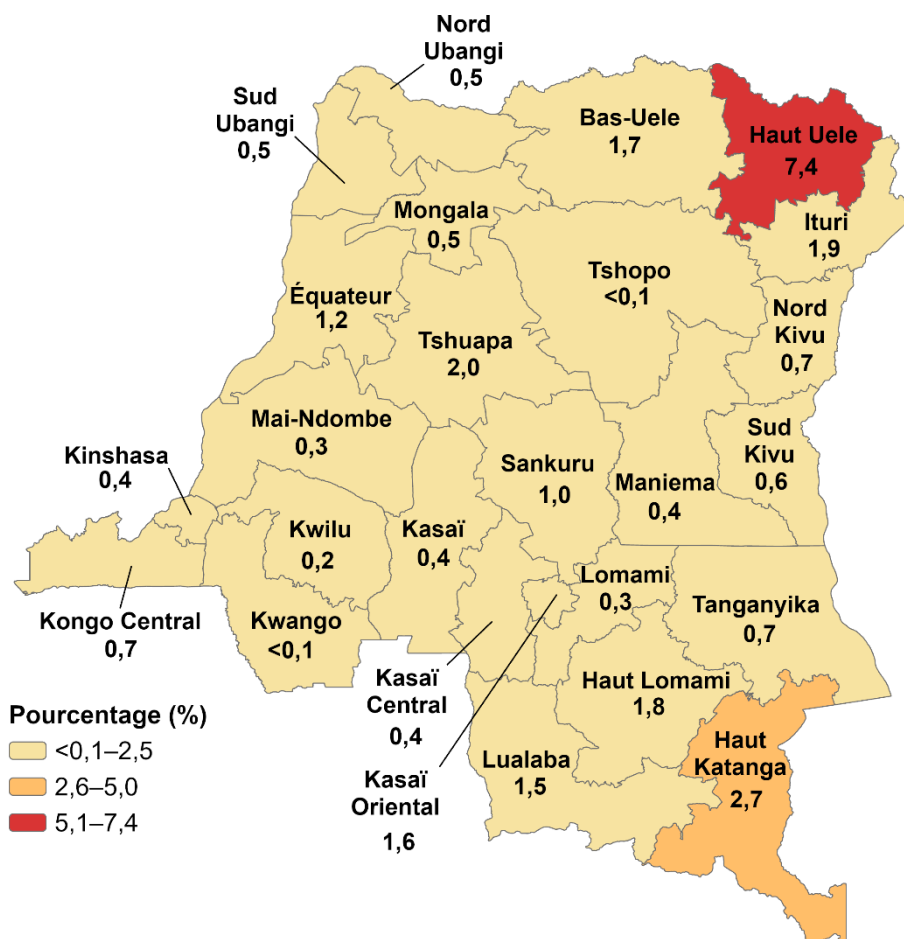 Nord
Ubangi
0,5
Sud
Ubangi
0,5
Bas-Uele
1,7
Haut Uele
7,4
Mongala
0,5
Ituri
1,9
Tshopo
<0,1
Équateur
1,2
Nord
Kivu
0,7
Tshuapa
2,0
Mai-Ndombe
0,3
Sud
Kivu
0,6
Kinshasa
0,4
Sankuru
1,0
Maniema
0,4
Kwilu
0,2
Kasaï
0,4
Lomami
0,3
Tanganyika
0,7
Kongo Central
0,7
Kwango
<0,1
Kasaï
Central
0,4
Haut Lomami
1,8
Pourcentage (%)
<0,1–2,5
2,6–5,0
5,1–7,4
Lualaba
1,5
Haut
Katanga
2,7
Kasaï
Oriental
1,6